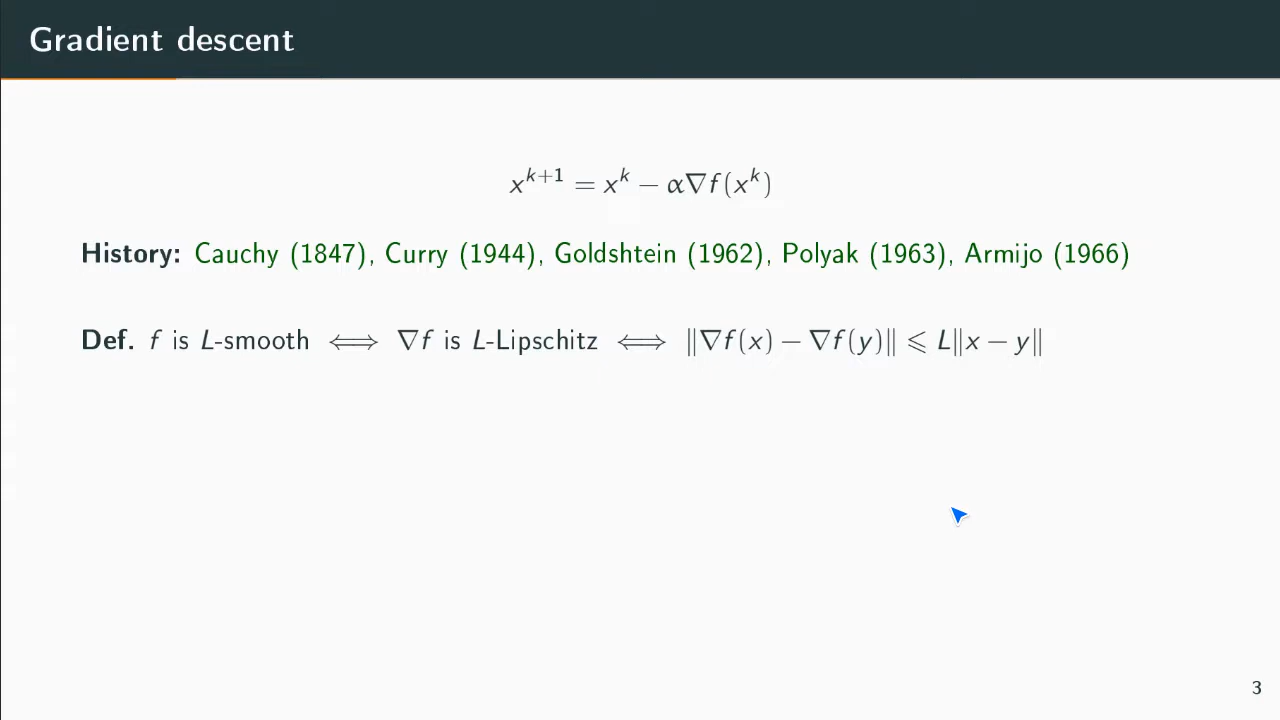 Gradient descent
x^{k+1} = x^k − α∇f(x^k)
History: Cauchy (1847), Curry (1944), Goldshtein (1962), Polyak (1963), Armijo (1966)
Def. f is L-smooth ⟺ ∇f is L-Lipschitz ⟺ ‖∇f(x) − ∇f(y)‖ ⩽ L‖x − y‖
3